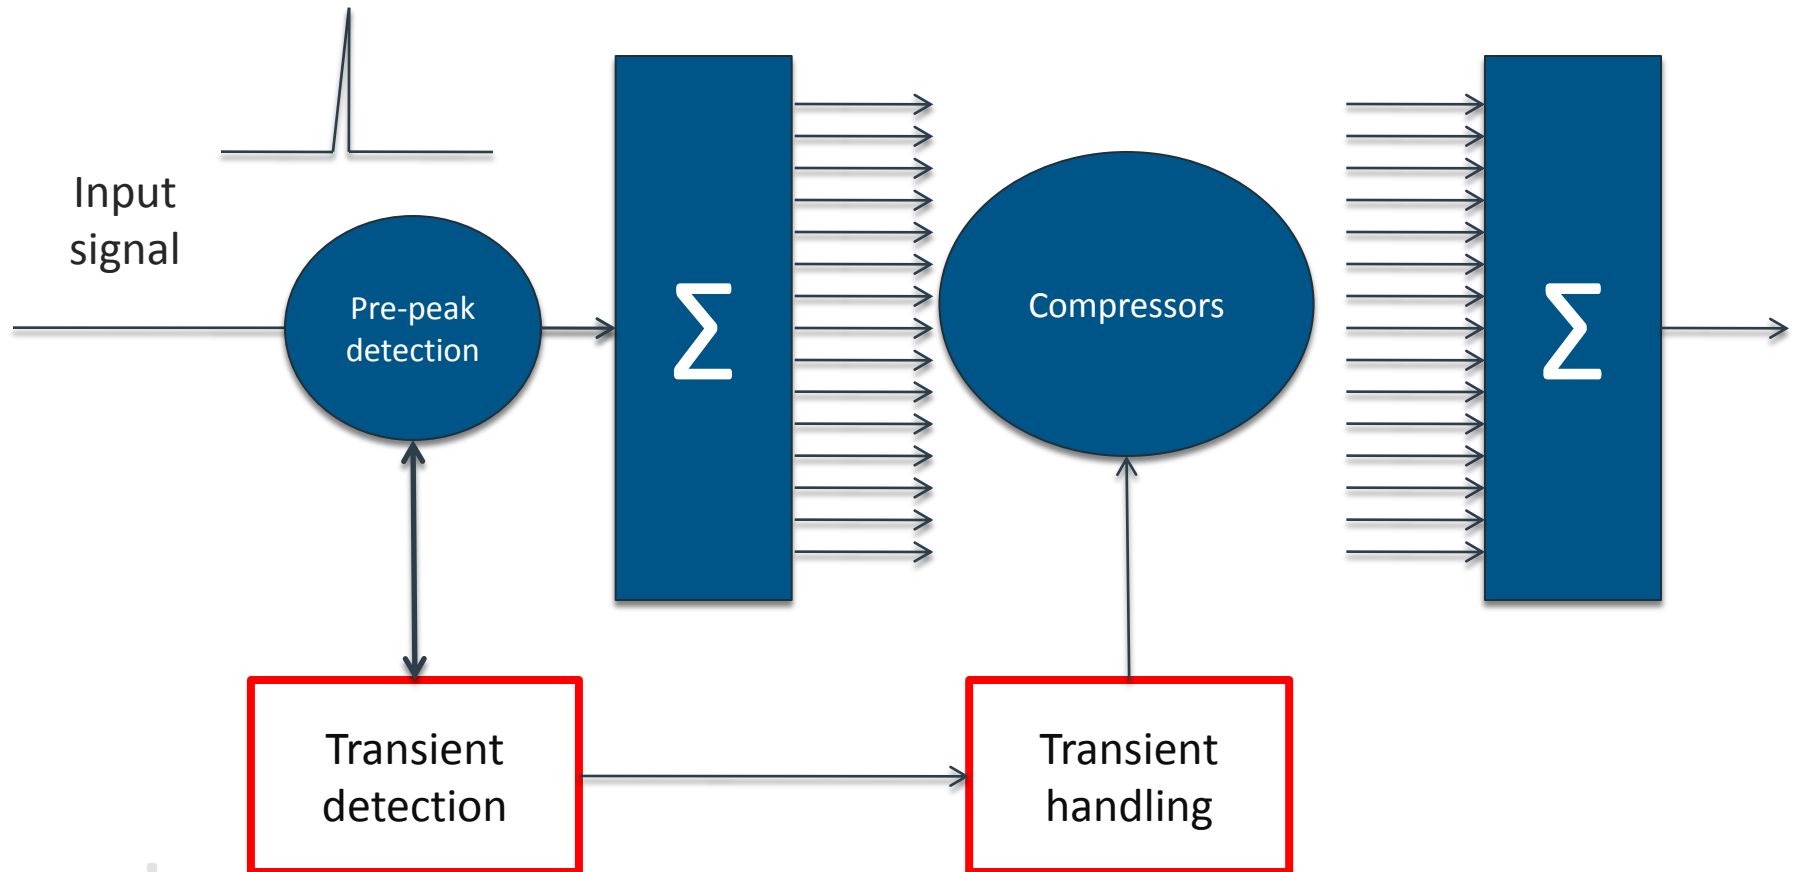 Input
signal
Pre-peak
detection
Σ
Compressors
Σ
Transient
detection
Transient
handling